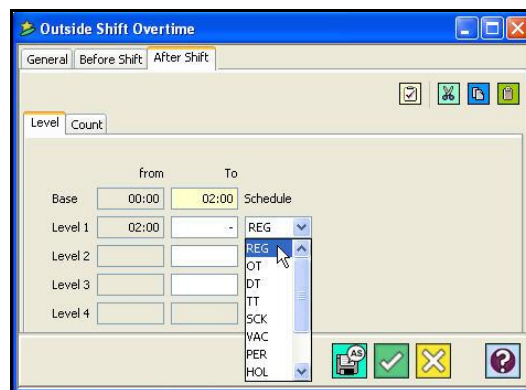 Outside Shift Overtime
General Before Shift After Shift
Level Count
from To
Base 00:00 02:00 Schedule
Level 1 02:00 - REG
Level 2
Level 3
Level 4
REG
OT
DT
TT
SCK
VAC
PER
HOL
AS
?